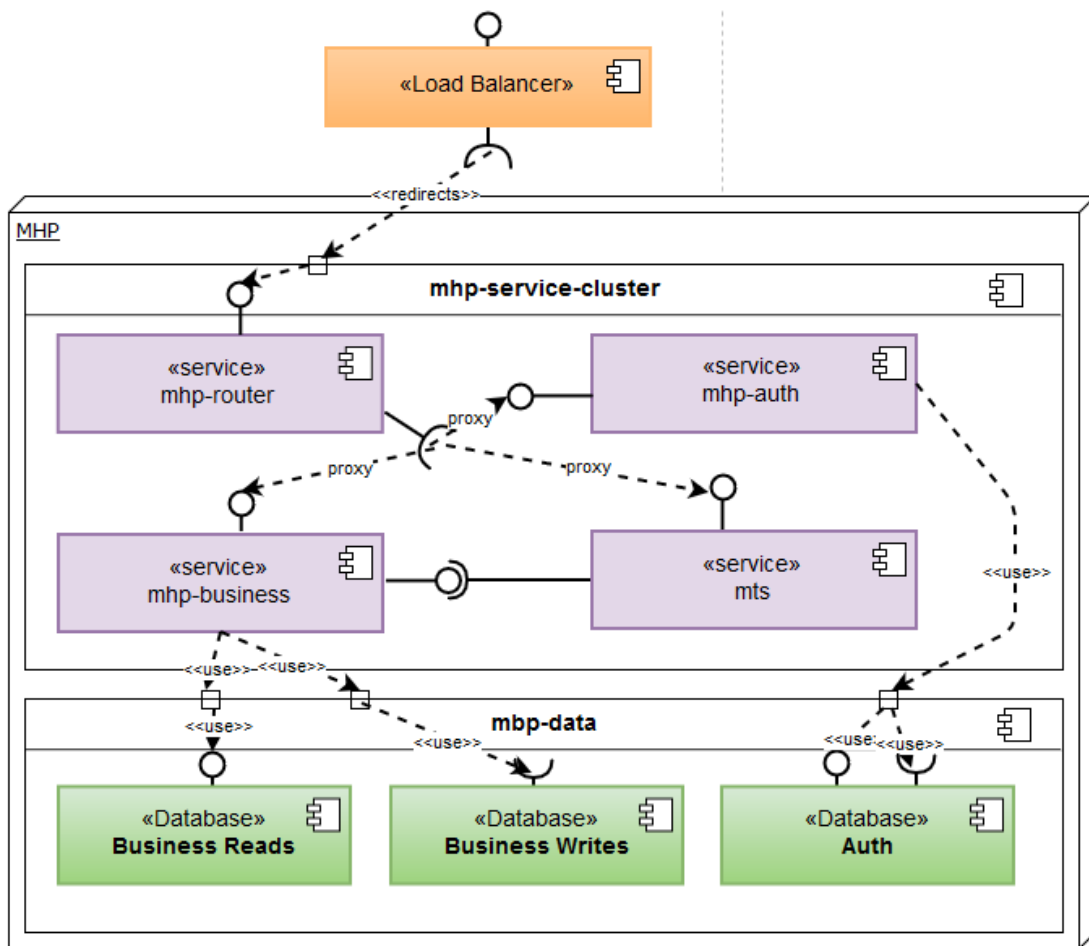 «Load Balancer»
<<redirects>>
MHP
mhp-service-cluster
«service»
mhp-router
«service»
mhp-auth
proxy
proxy
proxy
«service»
mhp-business
«service»
mts
<<use>>
<<use>>
<<use>>
mbp-data
<<use>>
<<use>>
<<use>>
<<use>>
«Database»
Business Reads
«Database»
Business Writes
«Database»
Auth